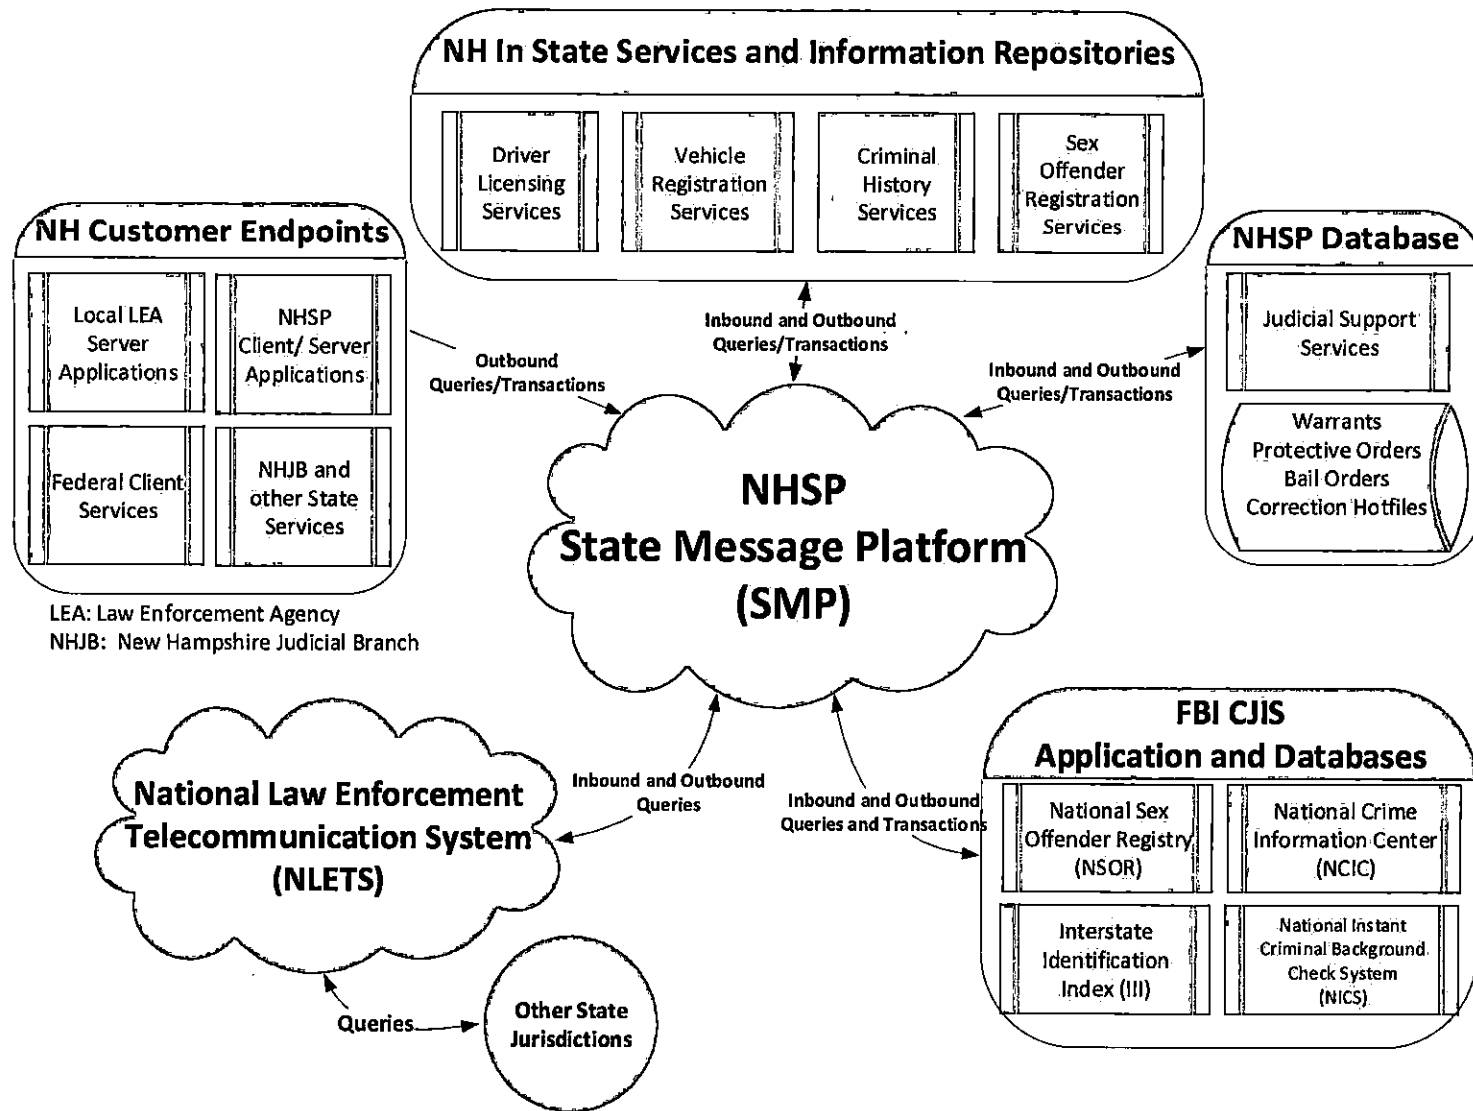 NH In State Services and Information Repositories
Driver
Licensing
Services
Vehicle
Registration
Services
Criminal
History
Services
Sex
Offender
Registration
Services
NH Customer Endpoints
Local LEA
Server
Applications
NHSP
Client/ Server
Applications
Federal Client
Services
NHJB and
other State
Services
LEA: Law Enforcement Agency
NHJB: New Hampshire Judicial Branch
Outbound
Queries/Transactions
Inbound and Outbound
Queries/Transactions
Inbound and Outbound
Queries/Transactions
NHSP Database
Judicial Support
Services
Warrants
Protective Orders
Bail Orders
Correction Hotfiles
NHSP
State Message Platform
(SMP)
National Law Enforcement
Telecommunication System
(NLETS)
Inbound and Outbound
Queries
Inbound and Outbound
Queries and Transactions
Queries
Other State
Jurisdictions
FBI CJIS
Application and Databases
National Sex
Offender Registry
(NSOR)
National Crime
Information Center
(NCIC)
Interstate
Identification
Index (III)
National Instant
Criminal Background
Check System
(NICS)